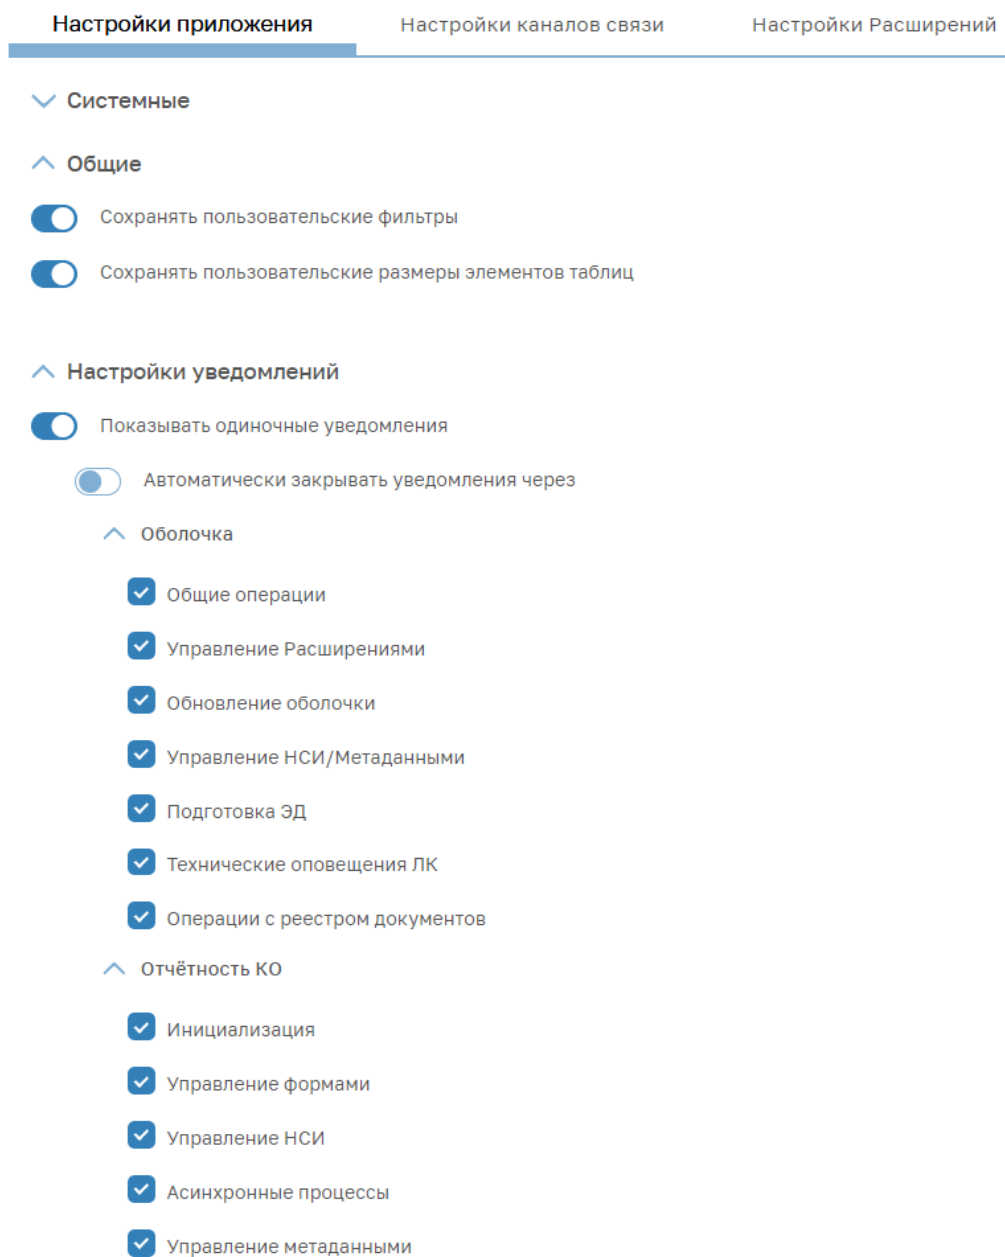 Настройки приложения Настройки каналов связи Настройки Расширений
Системные
Общие
Сохранять пользовательские фильтры
Сохранять пользовательские размеры элементов таблиц
Настройки уведомлений
Показывать одиночные уведомления
Автоматически закрывать уведомления через
Оболочка
Общие операции
Управление Расширениями
Обновление оболочки
Управление НСИ/Метаданными
Подготовка ЭД
Технические оповещения ЛК
Операции с реестром документов
Отчётность КО
Инициализация
Управление формами
Управление НСИ
Асинхронные процессы
Управление метаданными